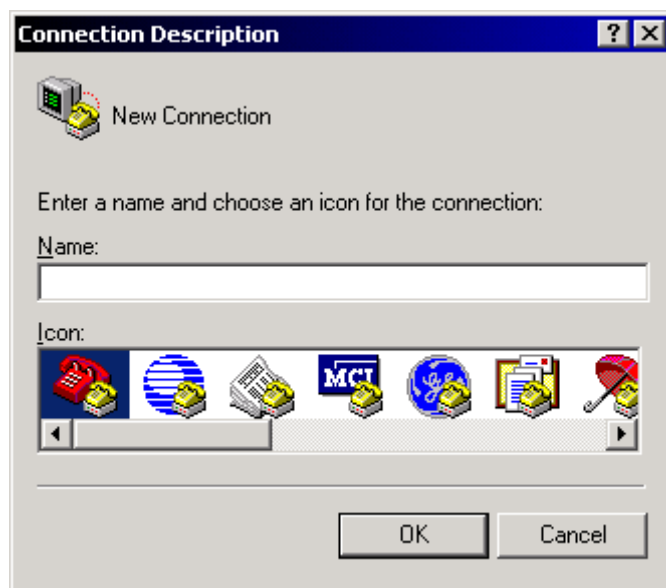 Connection Description
New Connection
Enter a name and choose an icon for the connection:
Name:
Icon:
MCI
OK Cancel